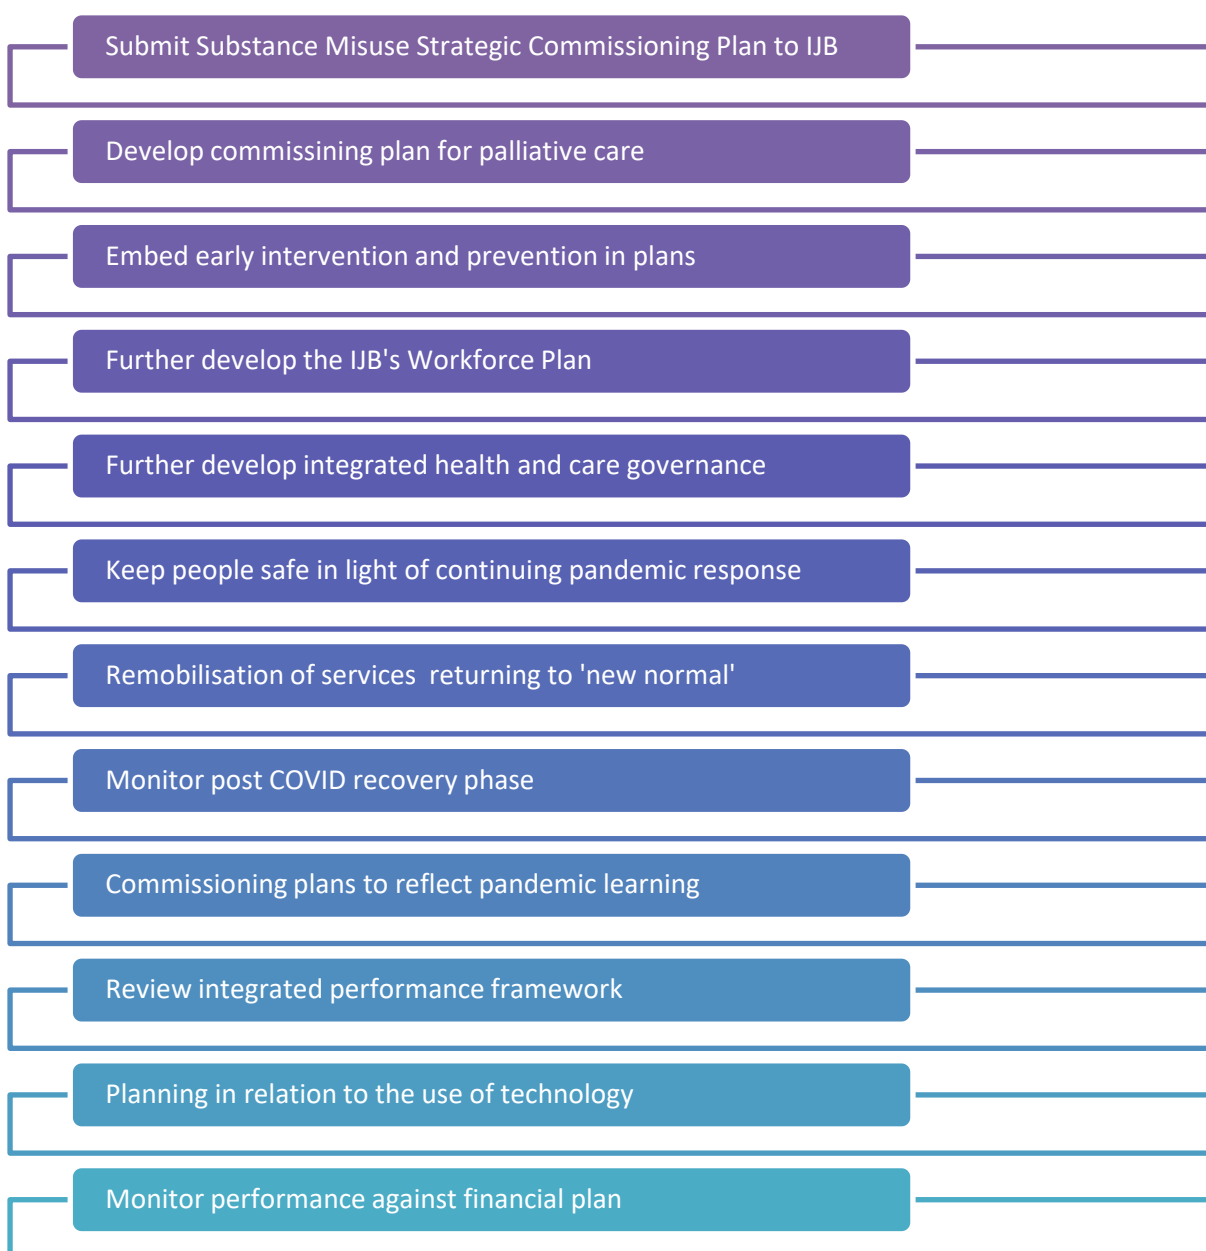 Submit Substance Misuse Strategic Commissioning Plan to IJB
Develop commissining plan for palliative care
Embed early intervention and prevention in plans
Further develop the IJB's Workforce Plan
Further develop integrated health and care governance
Keep people safe in light of continuing pandemic response
Remobilisation of services  returning to 'new normal'
Monitor post COVID recovery phase
Commissioning plans to reflect pandemic learning
Review integrated performance framework
Planning in relation to the use of technology
Monitor performance against financial plan